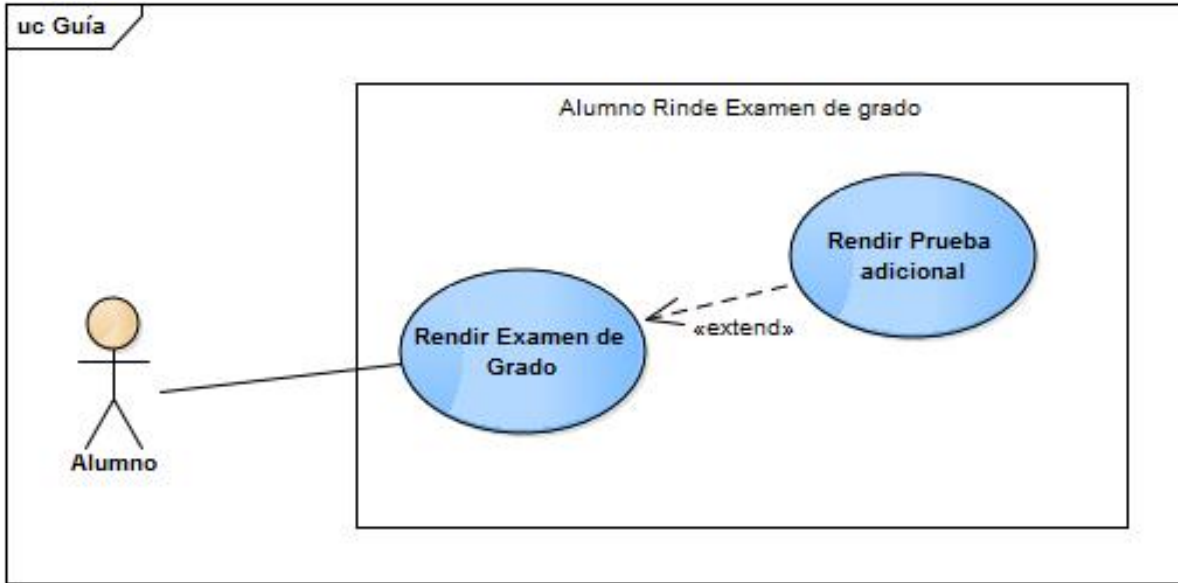 uc Guía
Alumno Rinde Examen de grado
Rendir Prueba
adicional
«extend»
Rendir Examen de
Grado
Alumno